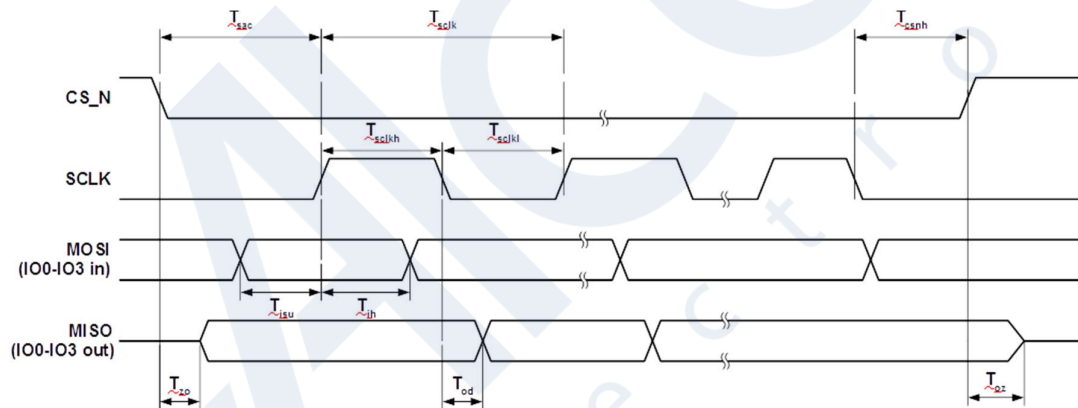 Tsac Tsclk Tcsnh
CS_N
Tsclkh Tsclkl
SCLK
MOSI
(IO0-IO3 in)
Tisu Tih
MISO
(IO0-IO3 out)
Tzo Tod Toz